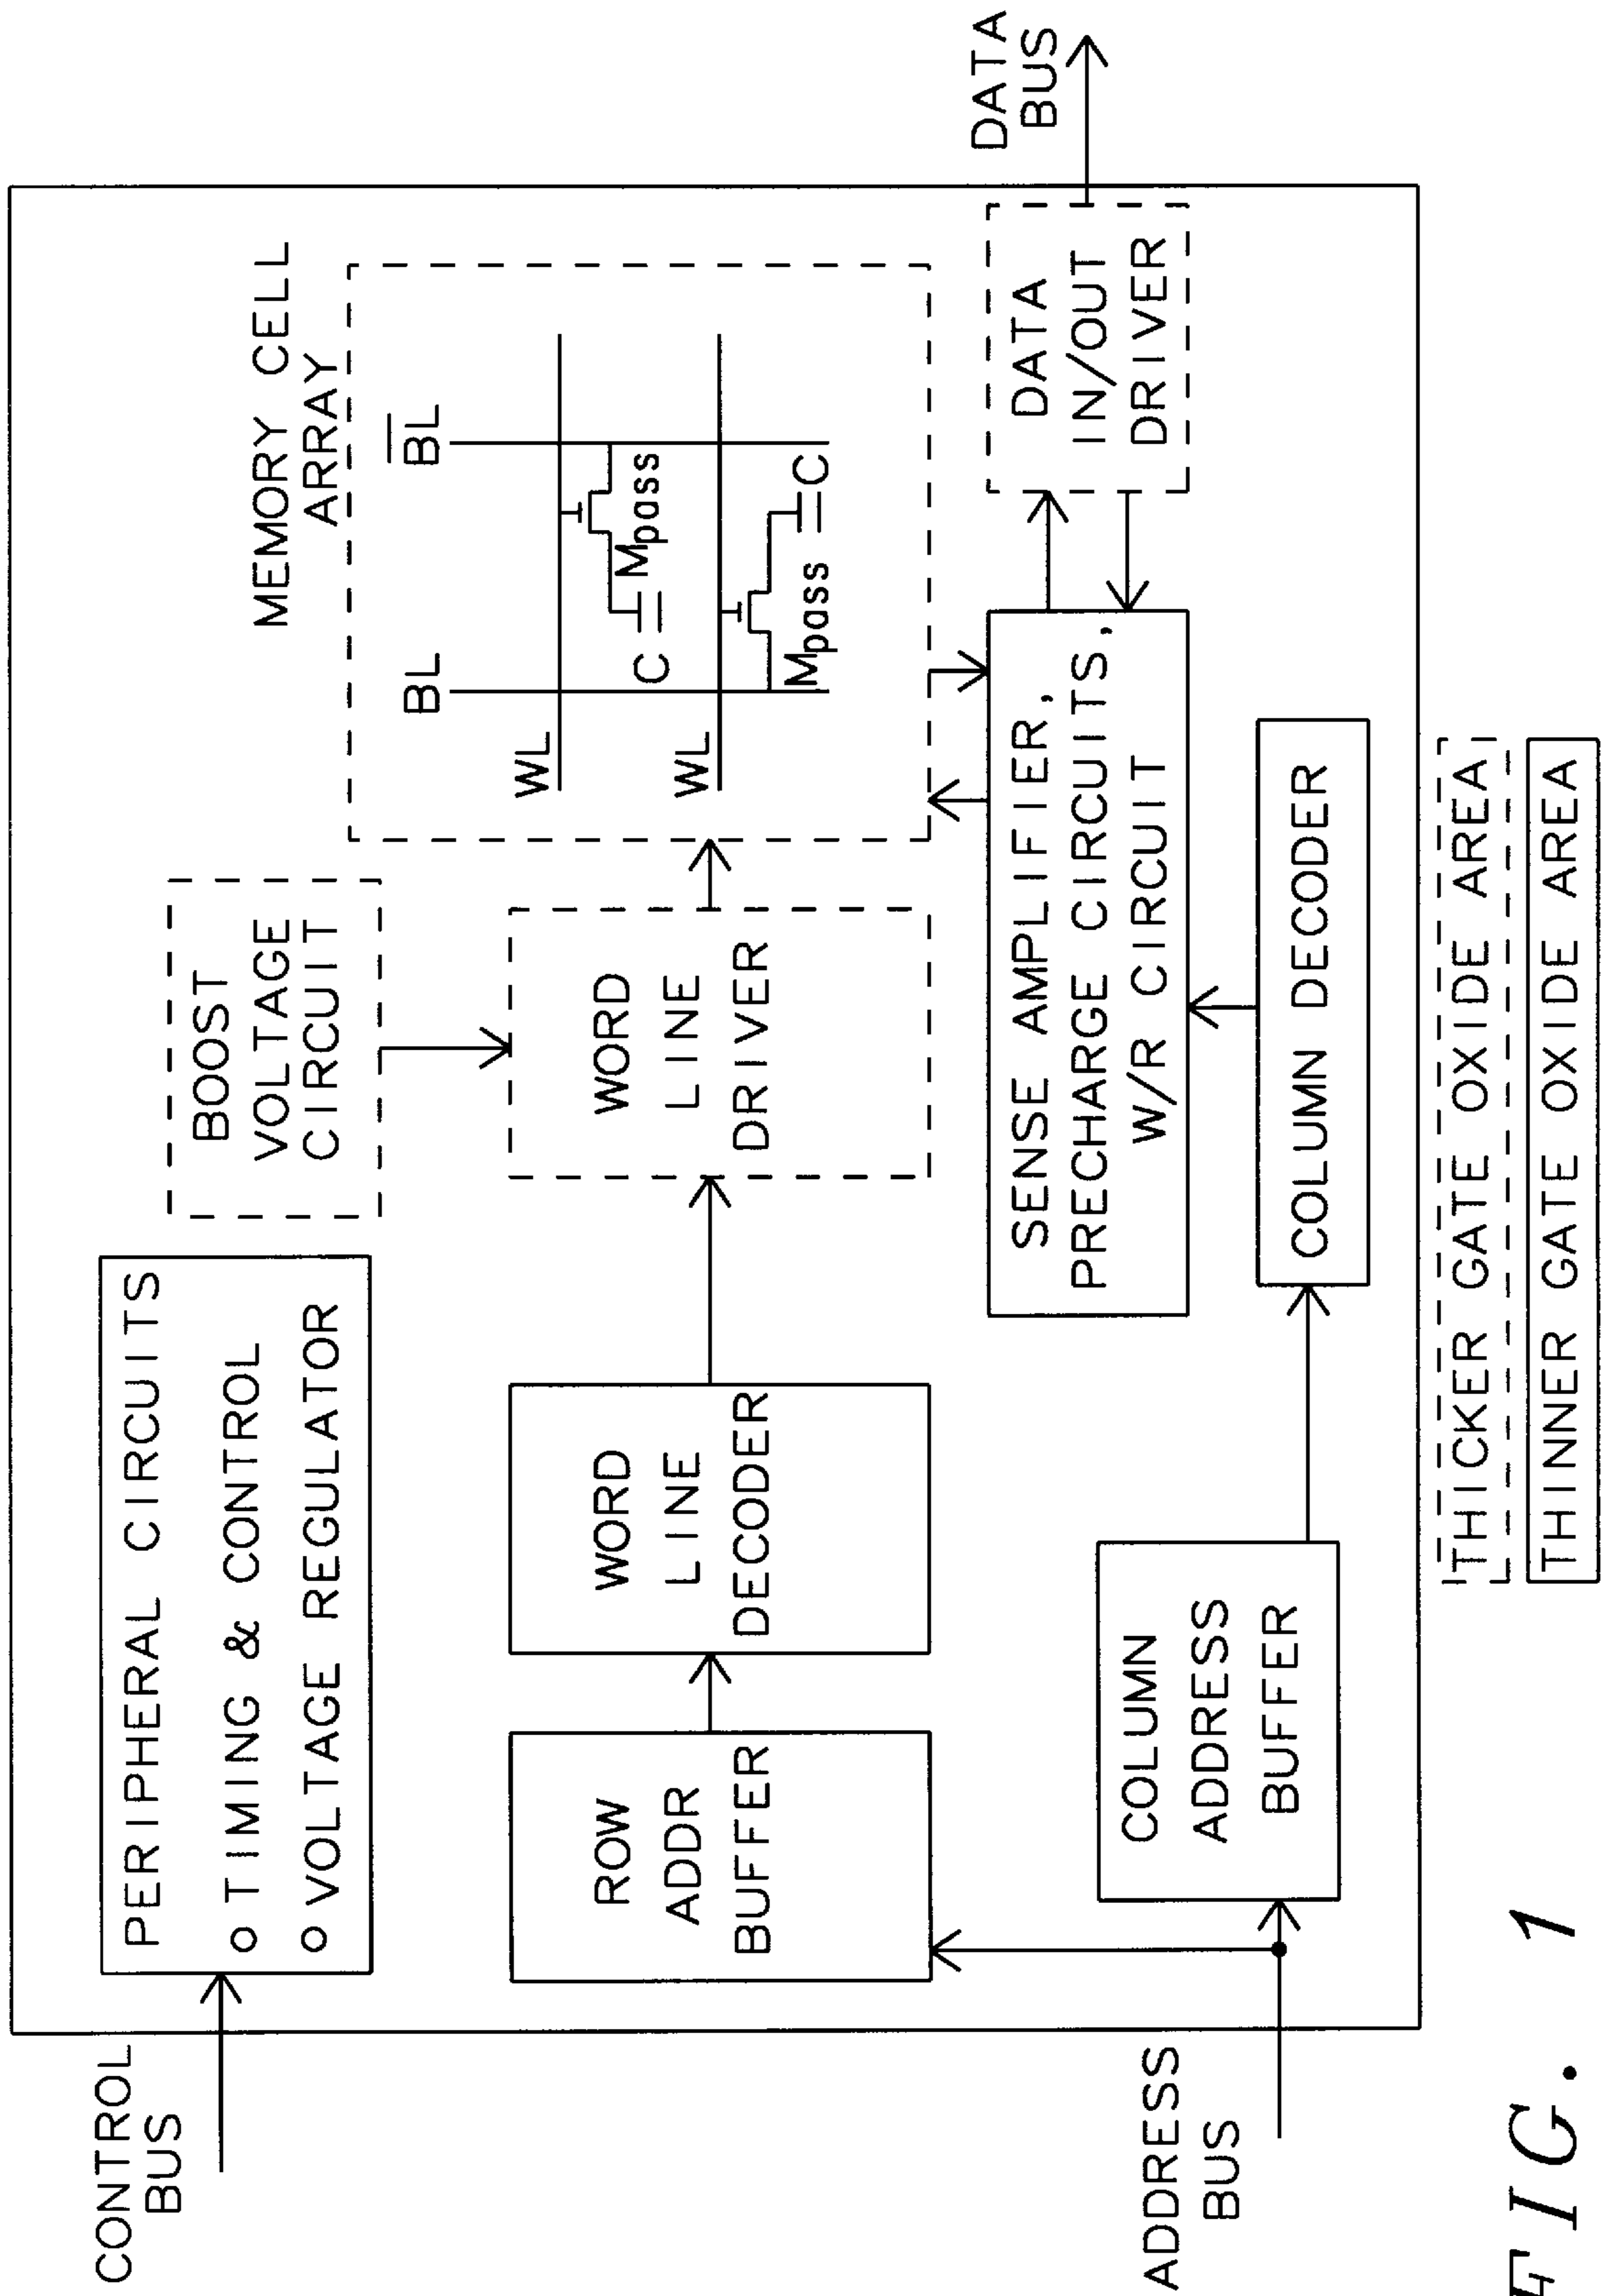 CONTROL
BUS
PERIPHERAL CIRCUITS
o TIMING & CONTROL
o VOLTAGE REGULATOR
BOOST
VOLTAGE
CIRCUIT
MEMORY CELL
ARRAY
BL
B̅L̅
WL
C
Mpass
WL
Mpass
C
ROW
ADDR
BUFFER
WORD
LINE
DECODER
WORD
LINE
DRIVER
SENSE AMPLIFIER,
PRECHARGE CIRCUITS,
W/R CIRCUIT
DATA
IN/OUT
DRIVER
DATA
BUS
ADDRESS
BUS
COLUMN
ADDRESS
BUFFER
COLUMN DECODER
THICKER GATE OXIDE AREA
THINNER GATE OXIDE AREA
FIG. 1